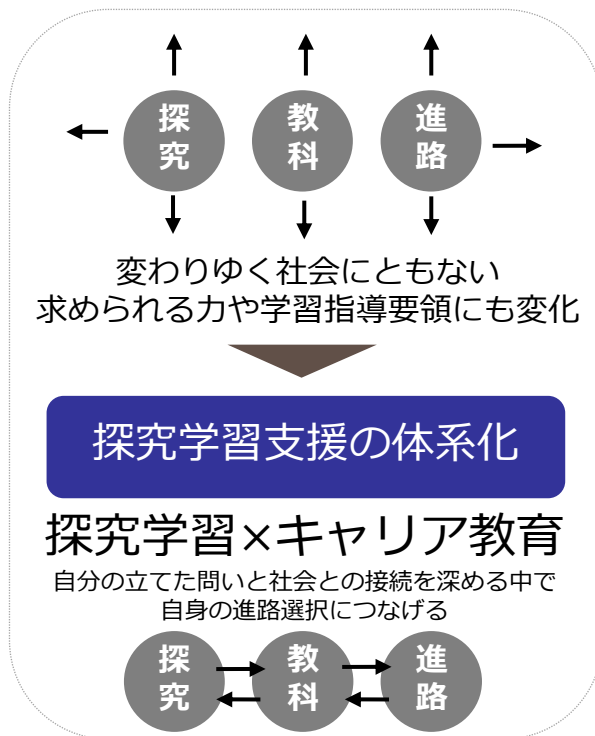 探究
教科
進路
変わりゆく社会にともない
求められる力や学習指導要領にも変化
探究学習支援の体系化
探究学習×キャリア教育
自分の立てた問いと社会との接続を深める中で
自身の進路選択につなげる
探究
教科
進路